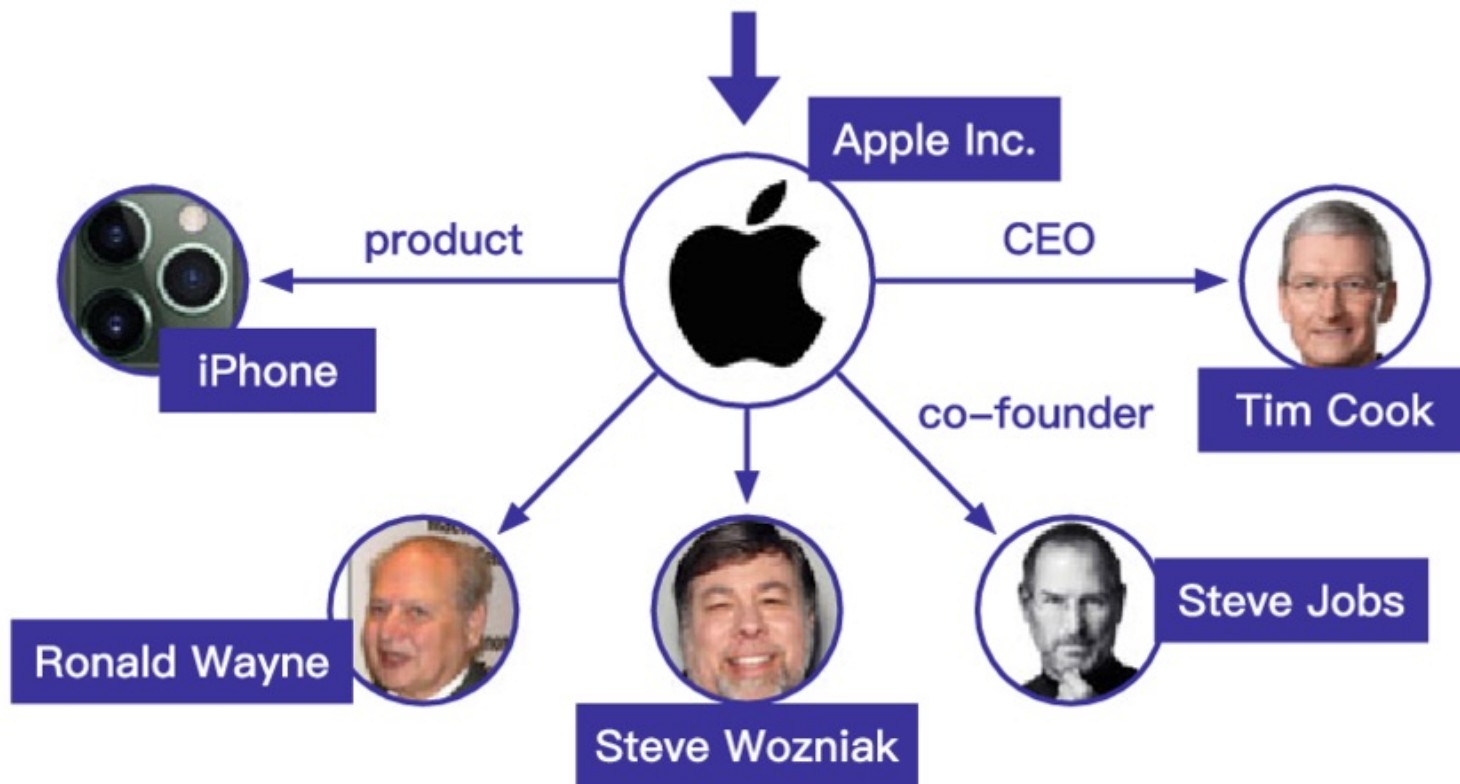 Apple Inc.
product
CEO
iPhone
Tim Cook
co-founder
Steve Jobs
Ronald Wayne
Steve Wozniak